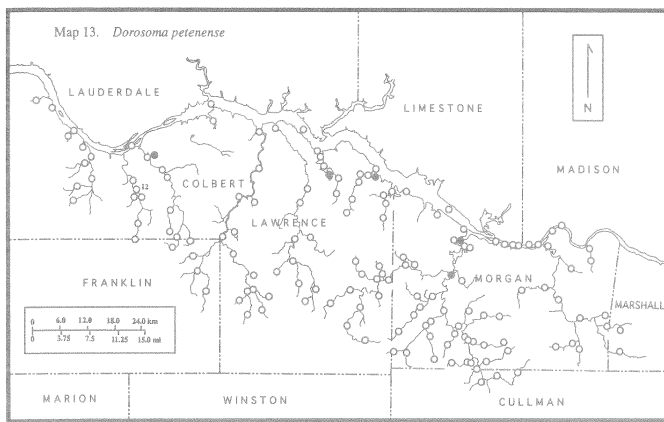 Map 13. Dorosoma petenense
LAUDERDALE
LIMESTONE
N
MADISON
COLBERT
12
LAWRENCE
FRANKLIN
MORGAN
MARSHALL
0 6.0 12.0 18.0 24.0 km
0 3.75 7.5 11.25 15.0 mi
MARION
WINSTON
CULLMAN